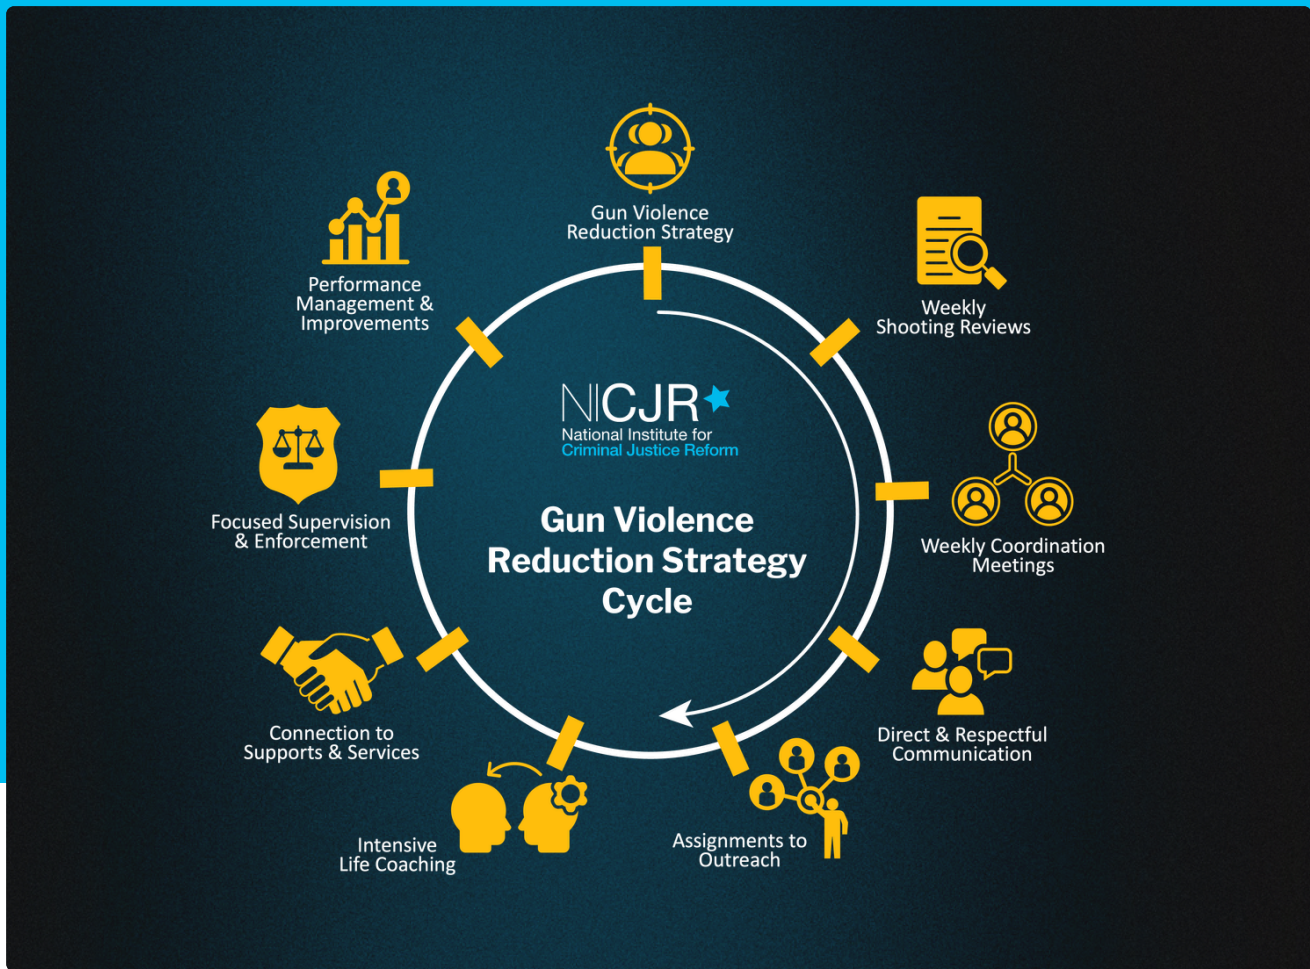 Gun Violence
Reduction Strategy
Weekly
Shooting Reviews
Weekly Coordination
Meetings
Direct & Respectful
Communication
Assignments to
Outreach
Intensive
Life Coaching
Connection to
Supports & Services
Focused Supervision
& Enforcement
Performance
Management &
Improvements
NICJR
National Institute for
Criminal Justice Reform
Gun Violence
Reduction Strategy
Cycle